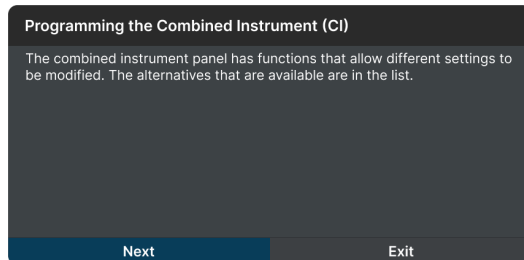 Programming the Combined Instrument (CI)
The combined instrument panel has functions that allow different settings to
be modified. The alternatives that are available are in the list.
Next
Exit